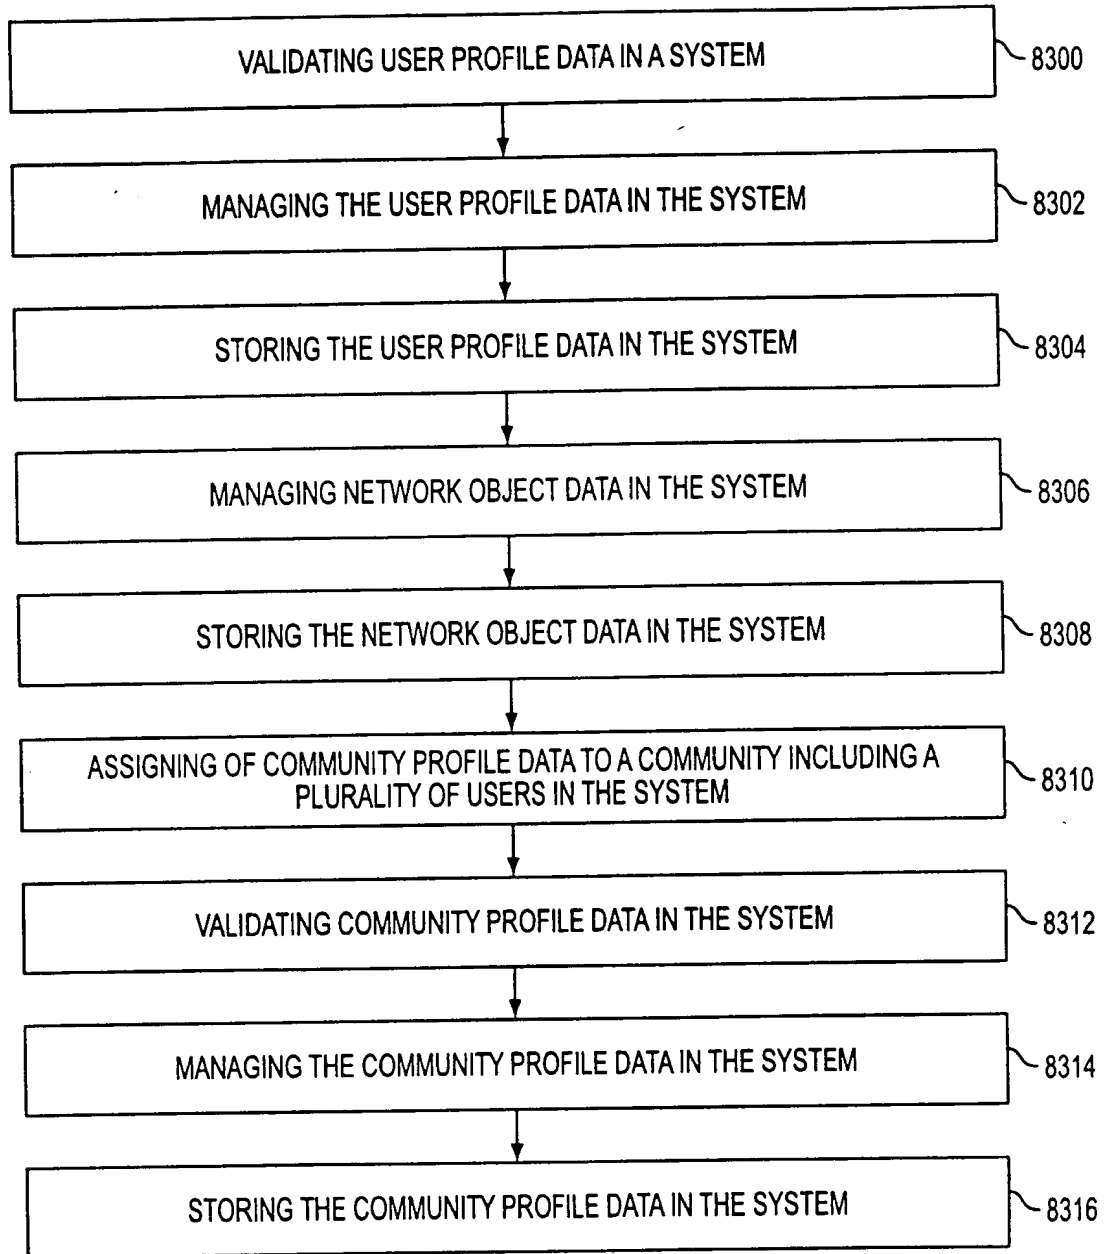 VALIDATING USER PROFILE DATA IN A SYSTEM
8300
MANAGING THE USER PROFILE DATA IN THE SYSTEM
8302
STORING THE USER PROFILE DATA IN THE SYSTEM
8304
MANAGING NETWORK OBJECT DATA IN THE SYSTEM
8306
STORING THE NETWORK OBJECT DATA IN THE SYSTEM
8308
ASSIGNING OF COMMUNITY PROFILE DATA TO A COMMUNITY INCLUDING A
PLURALITY OF USERS IN THE SYSTEM
8310
VALIDATING COMMUNITY PROFILE DATA IN THE SYSTEM
8312
MANAGING THE COMMUNITY PROFILE DATA IN THE SYSTEM
8314
STORING THE COMMUNITY PROFILE DATA IN THE SYSTEM
8316